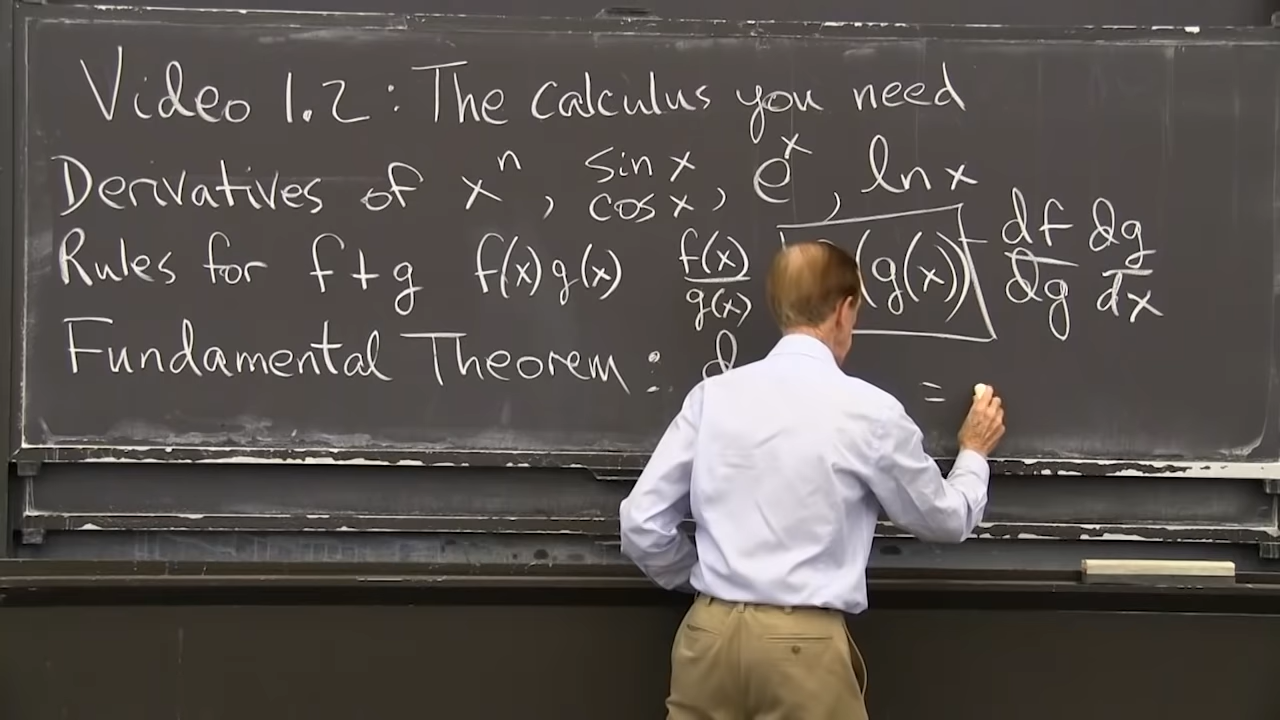 Video 1.2: The calculus you need
Derivatives of xⁿ, sin x cos x, eˣ, ln x
Rules for f+g f(x)g(x) f(x)/g(x) (g(x)) df/dg dg/dx
Fundamental Theorem: d =